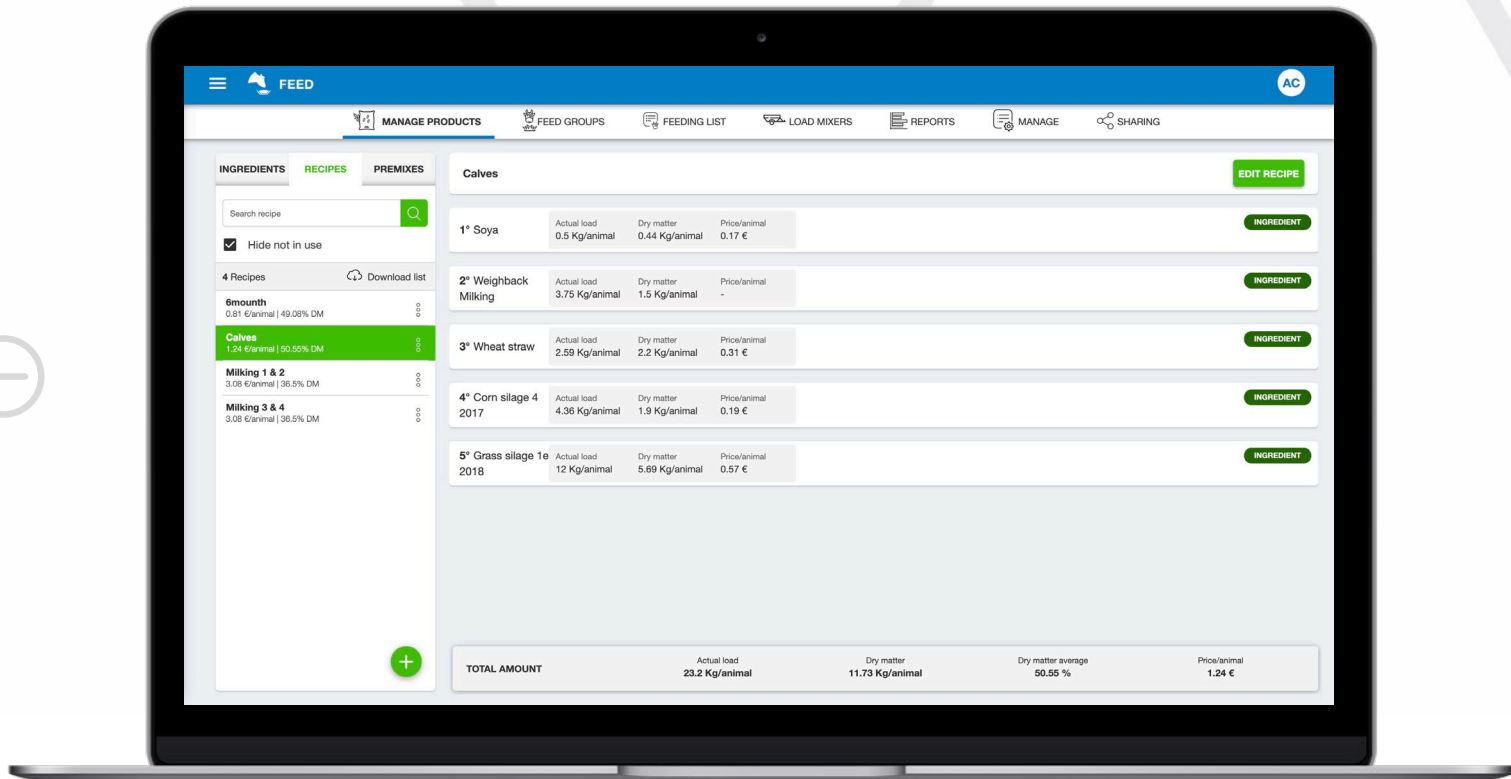 FEED
AC
MANAGE PRODUCTS
FEED GROUPS
FEEDING LIST
LOAD MIXERS
REPORTS
MANAGE
SHARING
INGREDIENTS
RECIPES
PREMIXES
Search recipe
Hide not in use
4 Recipes
Download list
6mounth
0.81 €/animal | 49.08% DM
Calves
1.24 €/animal | 50.55% DM
Milking 1 & 2
3.08 €/animal | 36.5% DM
Milking 3 & 4
3.08 €/animal | 36.5% DM
Calves
EDIT RECIPE
1° Soya
Actual load
0.5 Kg/animal
Dry matter
0.44 Kg/animal
Price/animal
0.17 €
INGREDIENT
2° Weighback
Milking
Actual load
3.75 Kg/animal
Dry matter
1.5 Kg/animal
Price/animal
-
INGREDIENT
3° Wheat straw
Actual load
2.59 Kg/animal
Dry matter
2.2 Kg/animal
Price/animal
0.31 €
INGREDIENT
4° Corn silage 4
2017
Actual load
4.36 Kg/animal
Dry matter
1.9 Kg/animal
Price/animal
0.19 €
INGREDIENT
5° Grass silage 1e
2018
Actual load
12 Kg/animal
Dry matter
5.69 Kg/animal
Price/animal
0.57 €
INGREDIENT
TOTAL AMOUNT
Actual load
23.2 Kg/animal
Dry matter
11.73 Kg/animal
Dry matter average
50.55 %
Price/animal
1.24 €